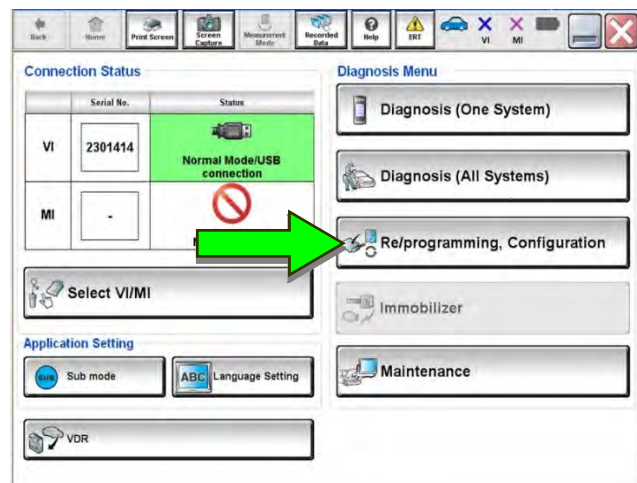 Back
Home
Print Screen
Screen Capture
Measurement Mode
Recorded Data
Help
ERT
VI
MI
Connection Status
Serial No.
Status
VI
2301414
Normal Mode/USB
connection
MI
-
Select VI/MI
Application Setting
SUB
Sub mode
ABC
Language Setting
VDR
Diagnosis Menu
Diagnosis (One System)
Diagnosis (All Systems)
Re/programming, Configuration
Immobilizer
Maintenance